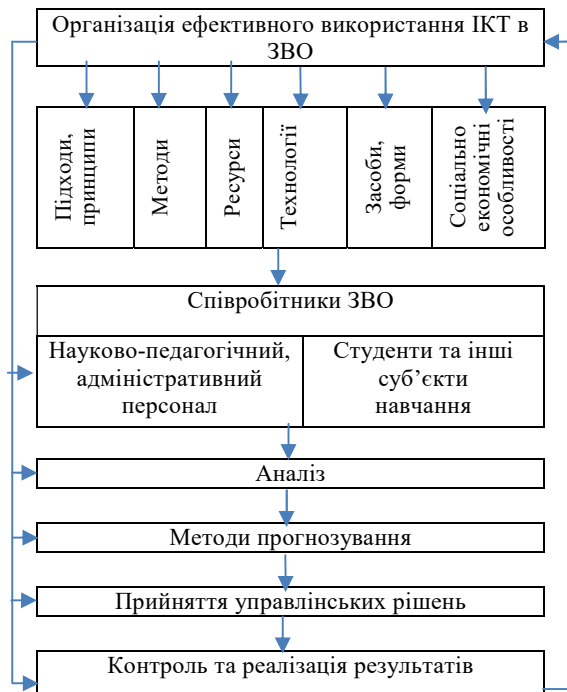 Організація ефективного використання ІКТ в
ЗВО
Підходи,
принципи
Методи
Ресурси
Технології
Засоби,
форми
Соціально
економічні
особливості
Співробітники ЗВО
Науково-педагогічний,
адміністративний
персонал
Студенти та інші
суб’єкти
навчання
Аналіз
Методи прогнозування
Прийняття управлінських рішень
Контроль та реалізація результатів